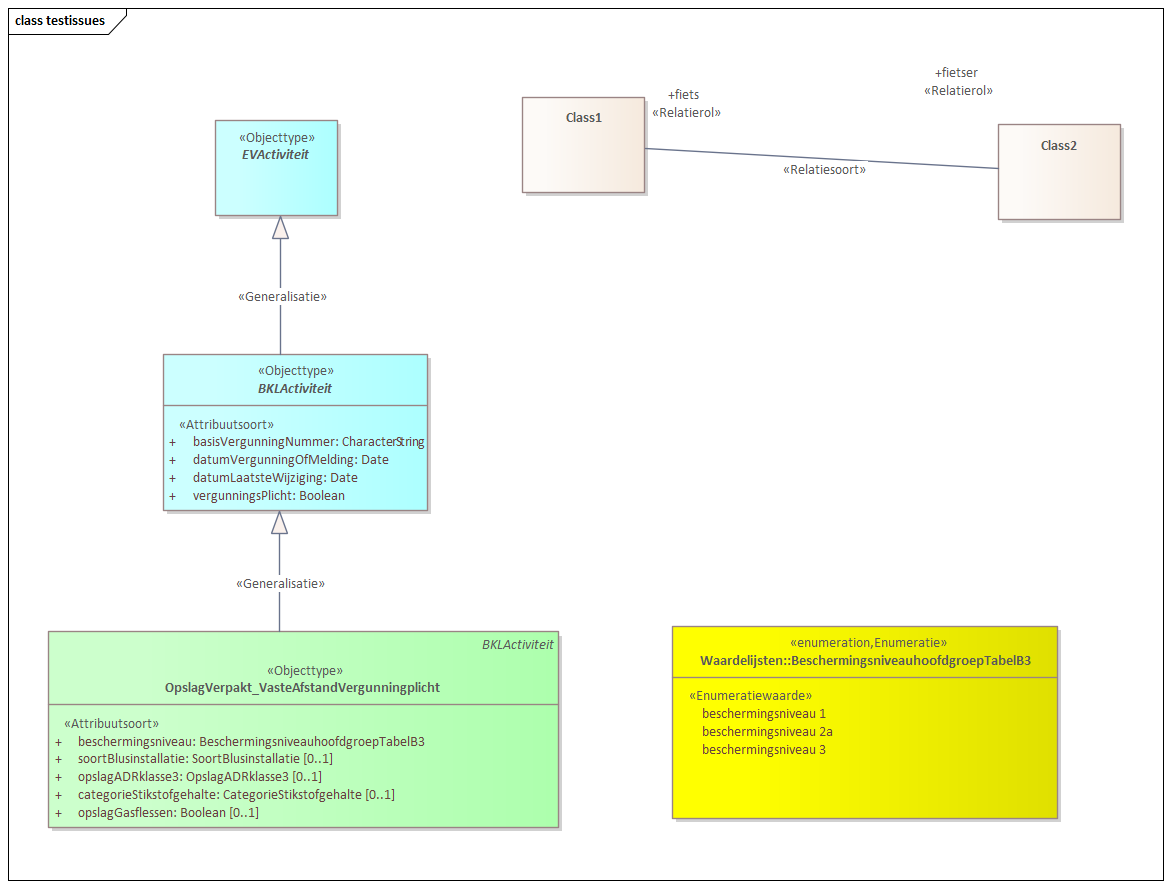 class testissues
+fietser
«Relatierol»
+fiets
«Relatierol»
Class1
Class2
«Relatiesoort»
«Objecttype»
EVActiviteit
«Generalisatie»
«Objecttype»
BKLActiviteit
«Attribuutsoort»
+ basisVergunningNummer: CharacterString
+ datumVergunningOfMelding: Date
+ datumLaatsteWijziging: Date
+ vergunningsPlicht: Boolean
«Generalisatie»
BKLActiviteit
«Objecttype»
OpslagVerpakt_VasteAfstandVergunningplicht
«Attribuutsoort»
+ beschermingsniveau: BeschermingsniveauhoofdgroepTabelB3
+ soortBlusinstallatie: SoortBlusinstallatie [0..1]
+ opslagADRklasse3: OpslagADRklasse3 [0..1]
+ categorieStikstofgehalte: CategorieStikstofgehalte [0..1]
+ opslagGasflessen: Boolean [0..1]
«enumeration,Enumeratie»
Waardelijsten::BeschermingsniveauhoofdgroepTabelB3
«Enumeratiewaarde»
beschermingsniveau 1
beschermingsniveau 2a
beschermingsniveau 3